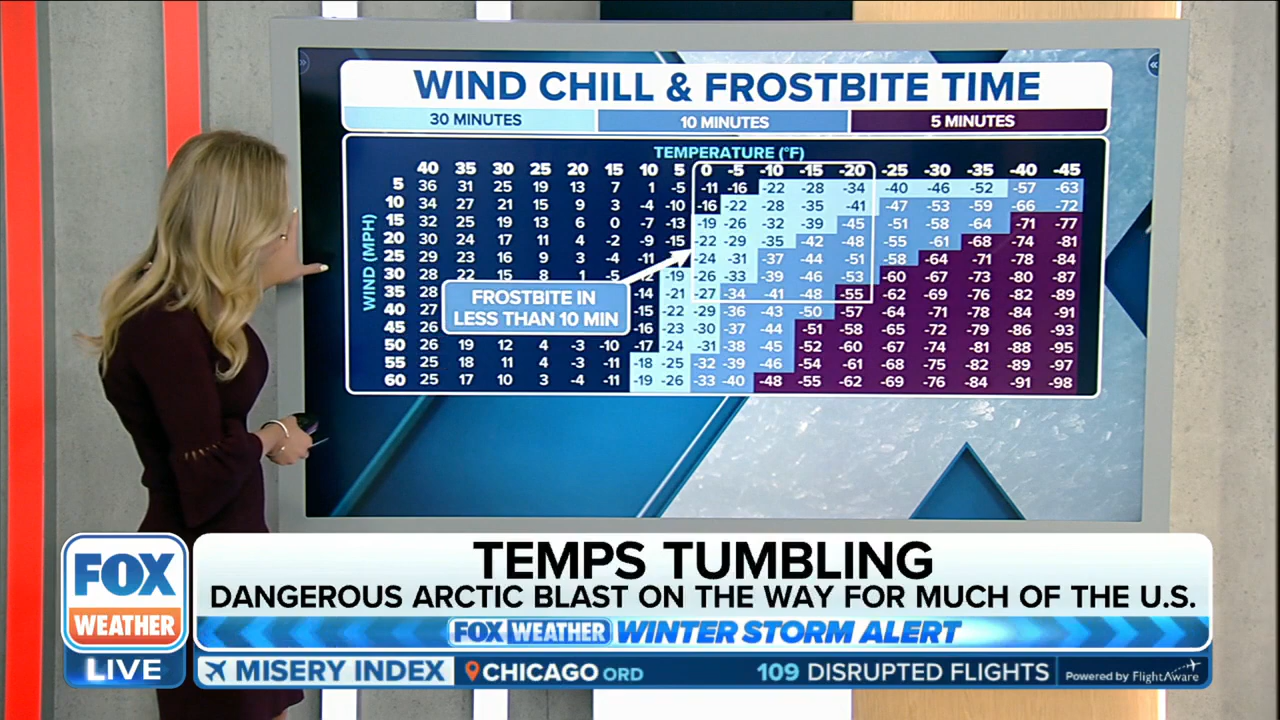 WIND CHILL & FROSTBITE TIME
30 MINUTES 10 MINUTES 5 MINUTES
TEMPERATURE (°F)
40 35 30 25 20 15 10 5 0 -5 -10 -15 -20 -25 -30 -35 -40 -45
WIND (MPH)
5 36 31 25 19 13 7 1 -5 -11 -16 -22 -28 -34 -40 -46 -52 -57 -63
10 34 27 21 15 9 3 -4 -10 -16 -22 -28 -35 -41 -47 -53 -59 -66 -72
15 32 25 19 13 6 0 -7 -13 -19 -26 -32 -39 -45 -51 -58 -64 -71 -77
20 30 24 17 11 4 -2 -9 -15 -22 -29 -35 -42 -48 -55 -61 -68 -74 -81
25 29 23 16 9 3 -4 -11 -24 -31 -37 -44 -51 -58 -64 -71 -78 -84
30 28 22 15 8 1 -5 -19 -26 -33 -39 -46 -53 -60 -67 -73 -80 -87
35 28 -14 -21 -27 -34 -41 -48 -55 -62 -69 -76 -82 -89
40 27 -15 -22 -29 -36 -43 -50 -57 -64 -71 -78 -84 -91
45 26 -16 -23 -30 -37 -44 -51 -58 -65 -72 -79 -86 -93
50 26 19 12 4 -3 -10 -17 -24 -31 -38 -45 -52 -60 -67 -74 -81 -88 -95
55 25 18 11 4 -3 -11 -18 -25 -32 -39 -46 -54 -61 -68 -75 -82 -89 -97
60 25 17 10 3 -4 -11 -19 -26 -33 -40 -48 -55 -62 -69 -76 -84 -91 -98
FROSTBITE IN
LESS THAN 10 MIN
FOX
WEATHER
LIVE
TEMPS TUMBLING
DANGEROUS ARCTIC BLAST ON THE WAY FOR MUCH OF THE U.S.
FOX WEATHER WINTER STORM ALERT
MISERY INDEX CHICAGO ORD 109 DISRUPTED FLIGHTS Powered by FlightAware